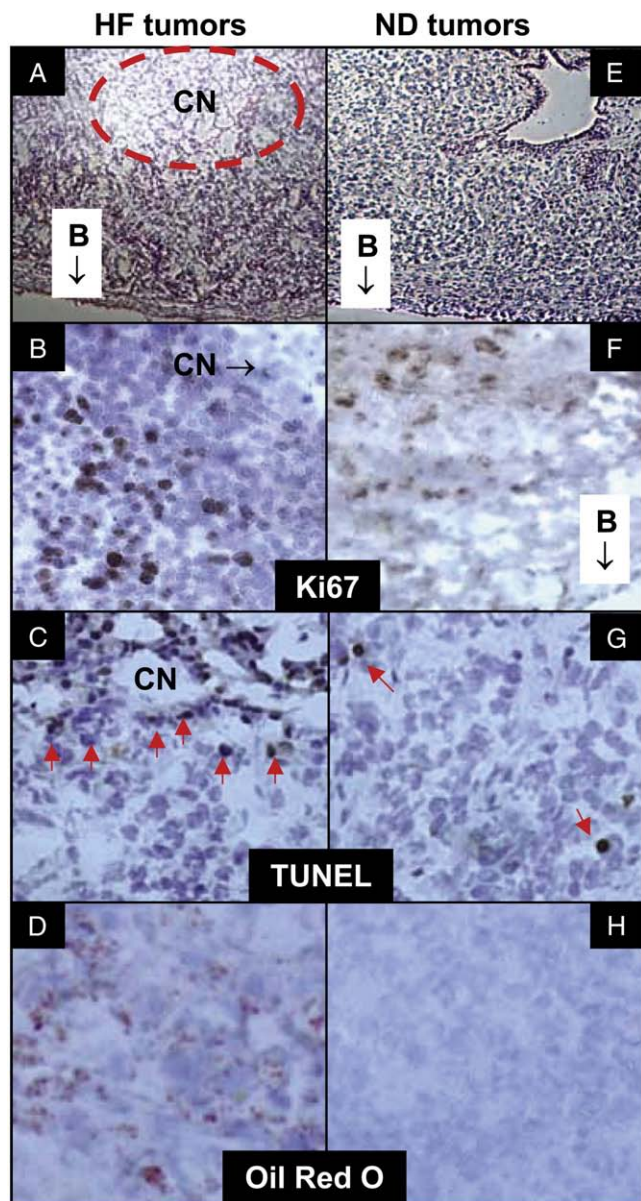 HF tumors ND tumors
A
CN
B
↓
E
B
↓
B
CN →
F
B
↓
Ki67
C
CN
G
TUNEL
D
H
Oil Red O